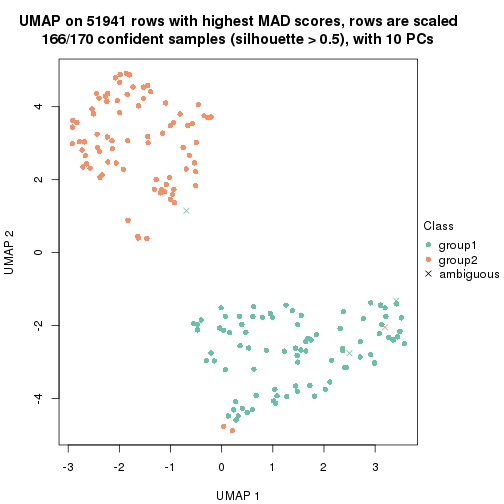 UMAP on 51941 rows with highest MAD scores, rows are scaled
166/170 confident samples (silhouette > 0.5), with 10 PCs
4
2
0
-2
-4
UMAP 2
-3
-2
-1
0
1
2
3
UMAP 1
Class
group1
group2
ambiguous